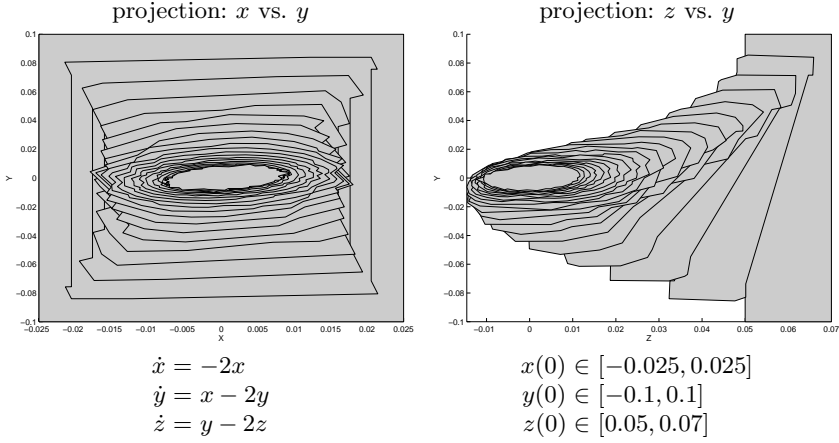 projection: x vs. y
projection: z vs. y
0.1
0.08
0.06
0.04
0.02
0
−0.02
−0.04
−0.06
−0.08
−0.1
Y
−0.025 −0.02 −0.015 −0.01 −0.005 0 0.005 0.01 0.015 0.02 0.025
X
0.1
0.08
0.06
0.04
0.02
0
−0.02
−0.04
−0.06
−0.08
−0.1
Y
−0.01 0 0.01 0.02 0.03 0.04 0.05 0.06 0.07
Z
ẋ = −2x
ẏ = x − 2y
ż = y − 2z
x(0) ∈ [−0.025, 0.025]
y(0) ∈ [−0.1, 0.1]
z(0) ∈ [0.05, 0.07]